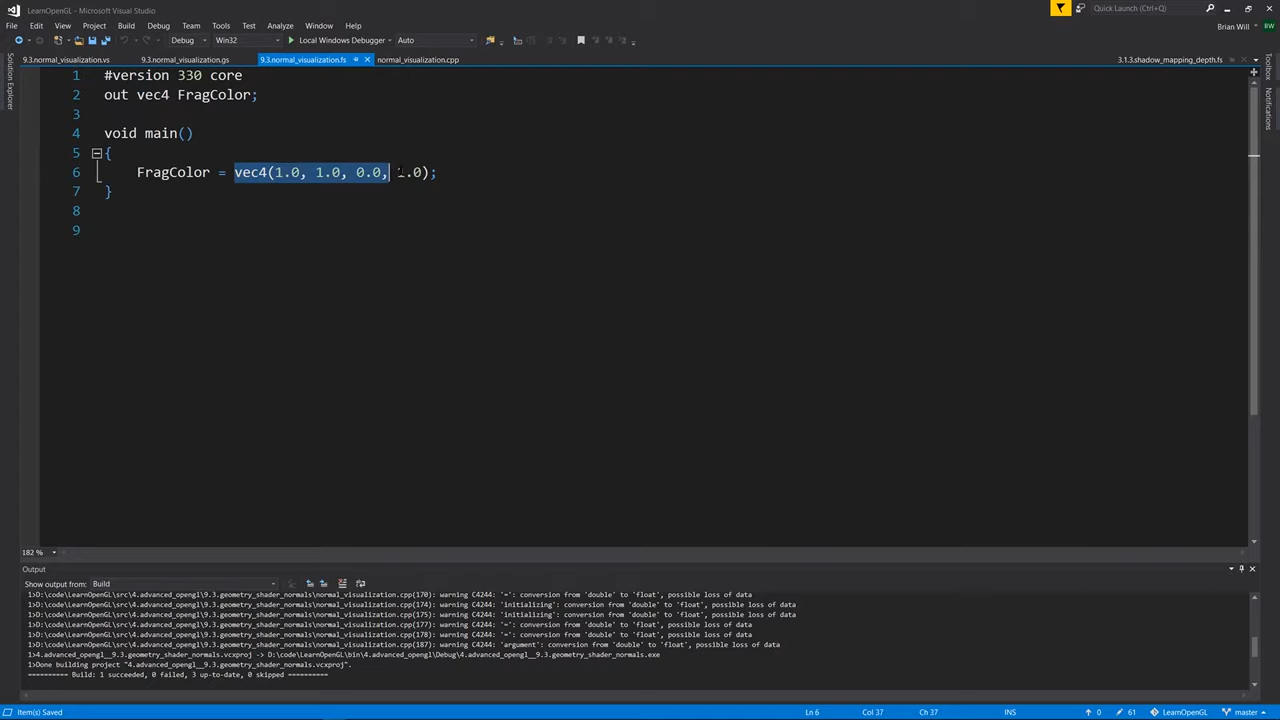 LearnOpenGL - Microsoft Visual Studio
Quick Launch (Ctrl+Q)
File Edit View Project Build Debug Team Tools Test Analyze Window Help
Brian Will BW
Debug Win32 Local Windows Debugger Auto
9.3.normal_visualization.vs 9.3.normal_visualization.gs 9.3.normal_visualization.fs normal_visualization.cpp 3.1.3.shadow_mapping_depth.fs
Solution Explorer
Toolbox
Notifications
1 #version 330 core
2 out vec4 FragColor;
3
4 void main()
5 {
6 FragColor = vec4(1.0, 1.0, 0.0, 1.0);
7 }
8
9
182 %
Output
Show output from: Build
1>D:\code\LearnOpenGL\src\4.advanced_opengl\9.3.geometry_shader_normals\normal_visualization.cpp(170): warning C4244: '=': conversion from 'double' to 'float', possible loss of data
1>D:\code\LearnOpenGL\src\4.advanced_opengl\9.3.geometry_shader_normals\normal_visualization.cpp(174): warning C4244: 'initializing': conversion from 'double' to 'float', possible loss of data
1>D:\code\LearnOpenGL\src\4.advanced_opengl\9.3.geometry_shader_normals\normal_visualization.cpp(175): warning C4244: 'initializing': conversion from 'double' to 'float', possible loss of data
1>D:\code\LearnOpenGL\src\4.advanced_opengl\9.3.geometry_shader_normals\normal_visualization.cpp(177): warning C4244: '=': conversion from 'double' to 'float', possible loss of data
1>D:\code\LearnOpenGL\src\4.advanced_opengl\9.3.geometry_shader_normals\normal_visualization.cpp(178): warning C4244: '=': conversion from 'double' to 'float', possible loss of data
1>D:\code\LearnOpenGL\src\4.advanced_opengl\9.3.geometry_shader_normals\normal_visualization.cpp(187): warning C4244: 'argument': conversion from 'double' to 'float', possible loss of data
1>4.advanced_opengl__9.3.geometry_shader_normals.vcxproj -> D:\code\LearnOpenGL\bin\4.advanced_opengl\Debug\4.advanced_opengl__9.3.geometry_shader_normals.exe
1>Done building project "4.advanced_opengl__9.3.geometry_shader_normals.vcxproj".
========== Build: 1 succeeded, 0 failed, 3 up-to-date, 0 skipped ==========
Item(s) Saved Ln 6 Col 37 Ch 37 INS 0 61 LearnOpenGL master